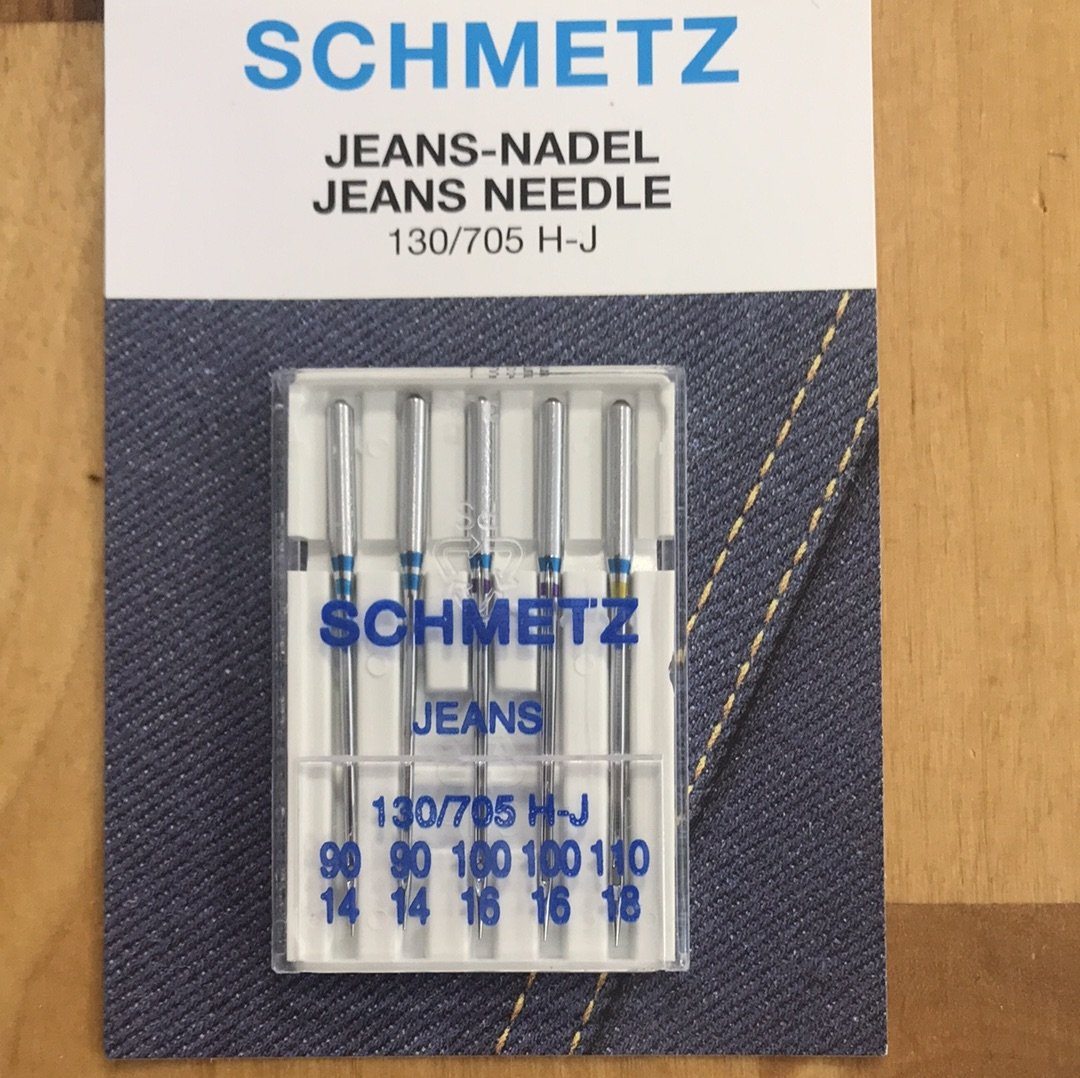 SCHMETZ
JEANS-NADEL
JEANS NEEDLE
130/705 H-J
SCHMETZ
JEANS
130/705 H-J
90 90 100 100 110
14 14 16 16 18